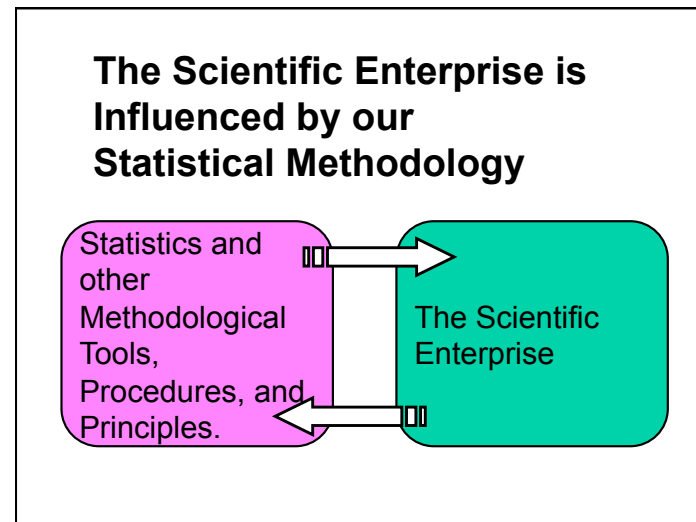 The Scientific Enterprise is
Influenced by our
Statistical Methodology
Statistics and
other
Methodological
Tools,
Procedures, and
Principles.
The Scientific
Enterprise